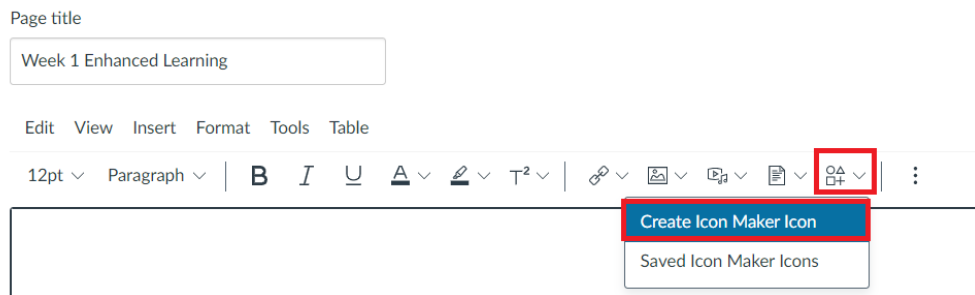 Page title
Week 1 Enhanced Learning
Edit View Insert Format Tools Table
12pt Paragraph B I U A T²
Create Icon Maker Icon
Saved Icon Maker Icons